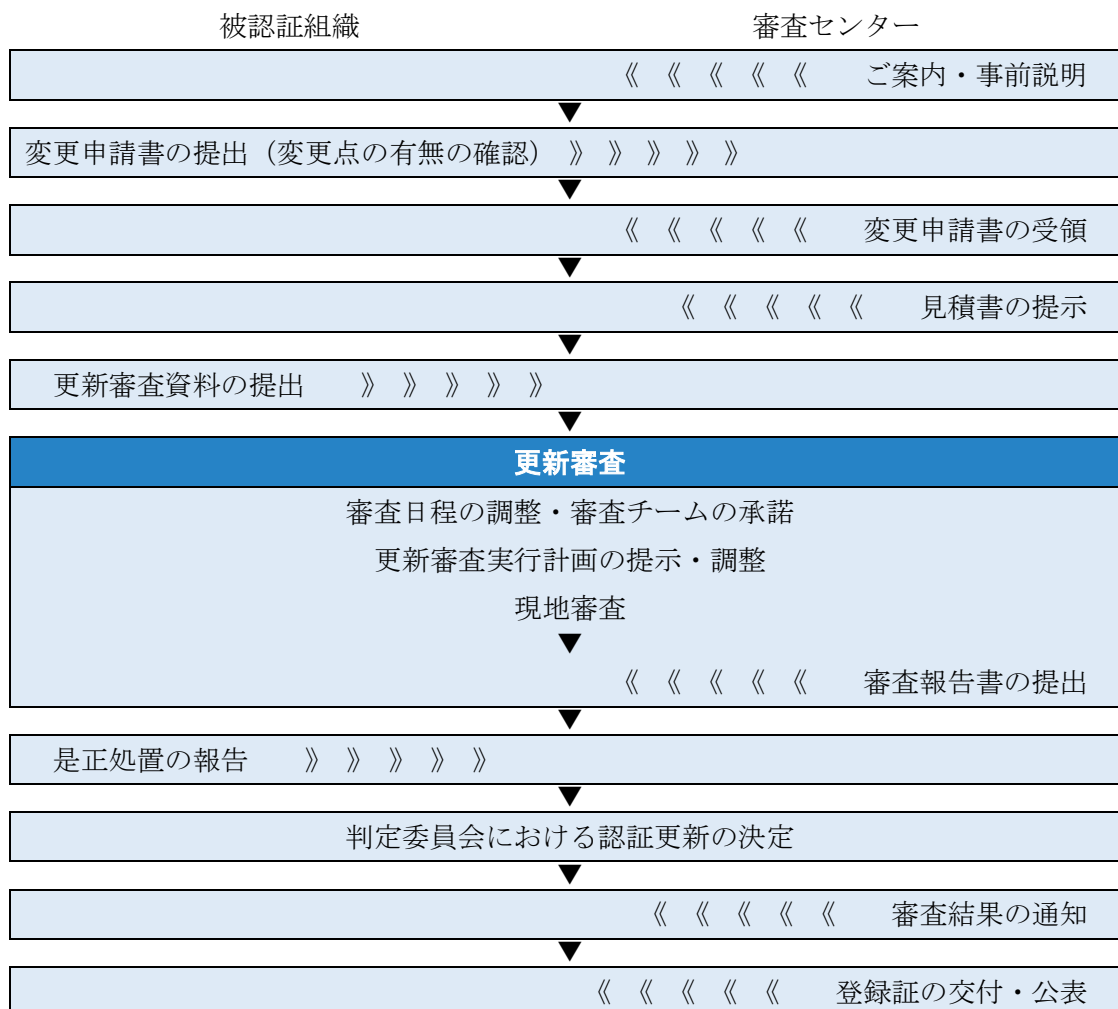 被認証組織 審査センター
《 《 《 《 《 ご案内・事前説明
▼
変更申請書の提出（変更点の有無の確認） 》 》 》 》 》
▼
《 《 《 《 《 変更申請書の受領
▼
《 《 《 《 《 見積書の提示
▼
更新審査資料の提出 》 》 》 》 》
▼
更新審査
審査日程の調整・審査チームの承諾
更新審査実行計画の提示・調整
現地審査
▼
《 《 《 《 《 審査報告書の提出
▼
是正処置の報告 》 》 》 》 》
▼
判定委員会における認証更新の決定
▼
《 《 《 《 《 審査結果の通知
▼
《 《 《 《 《 登録証の交付・公表